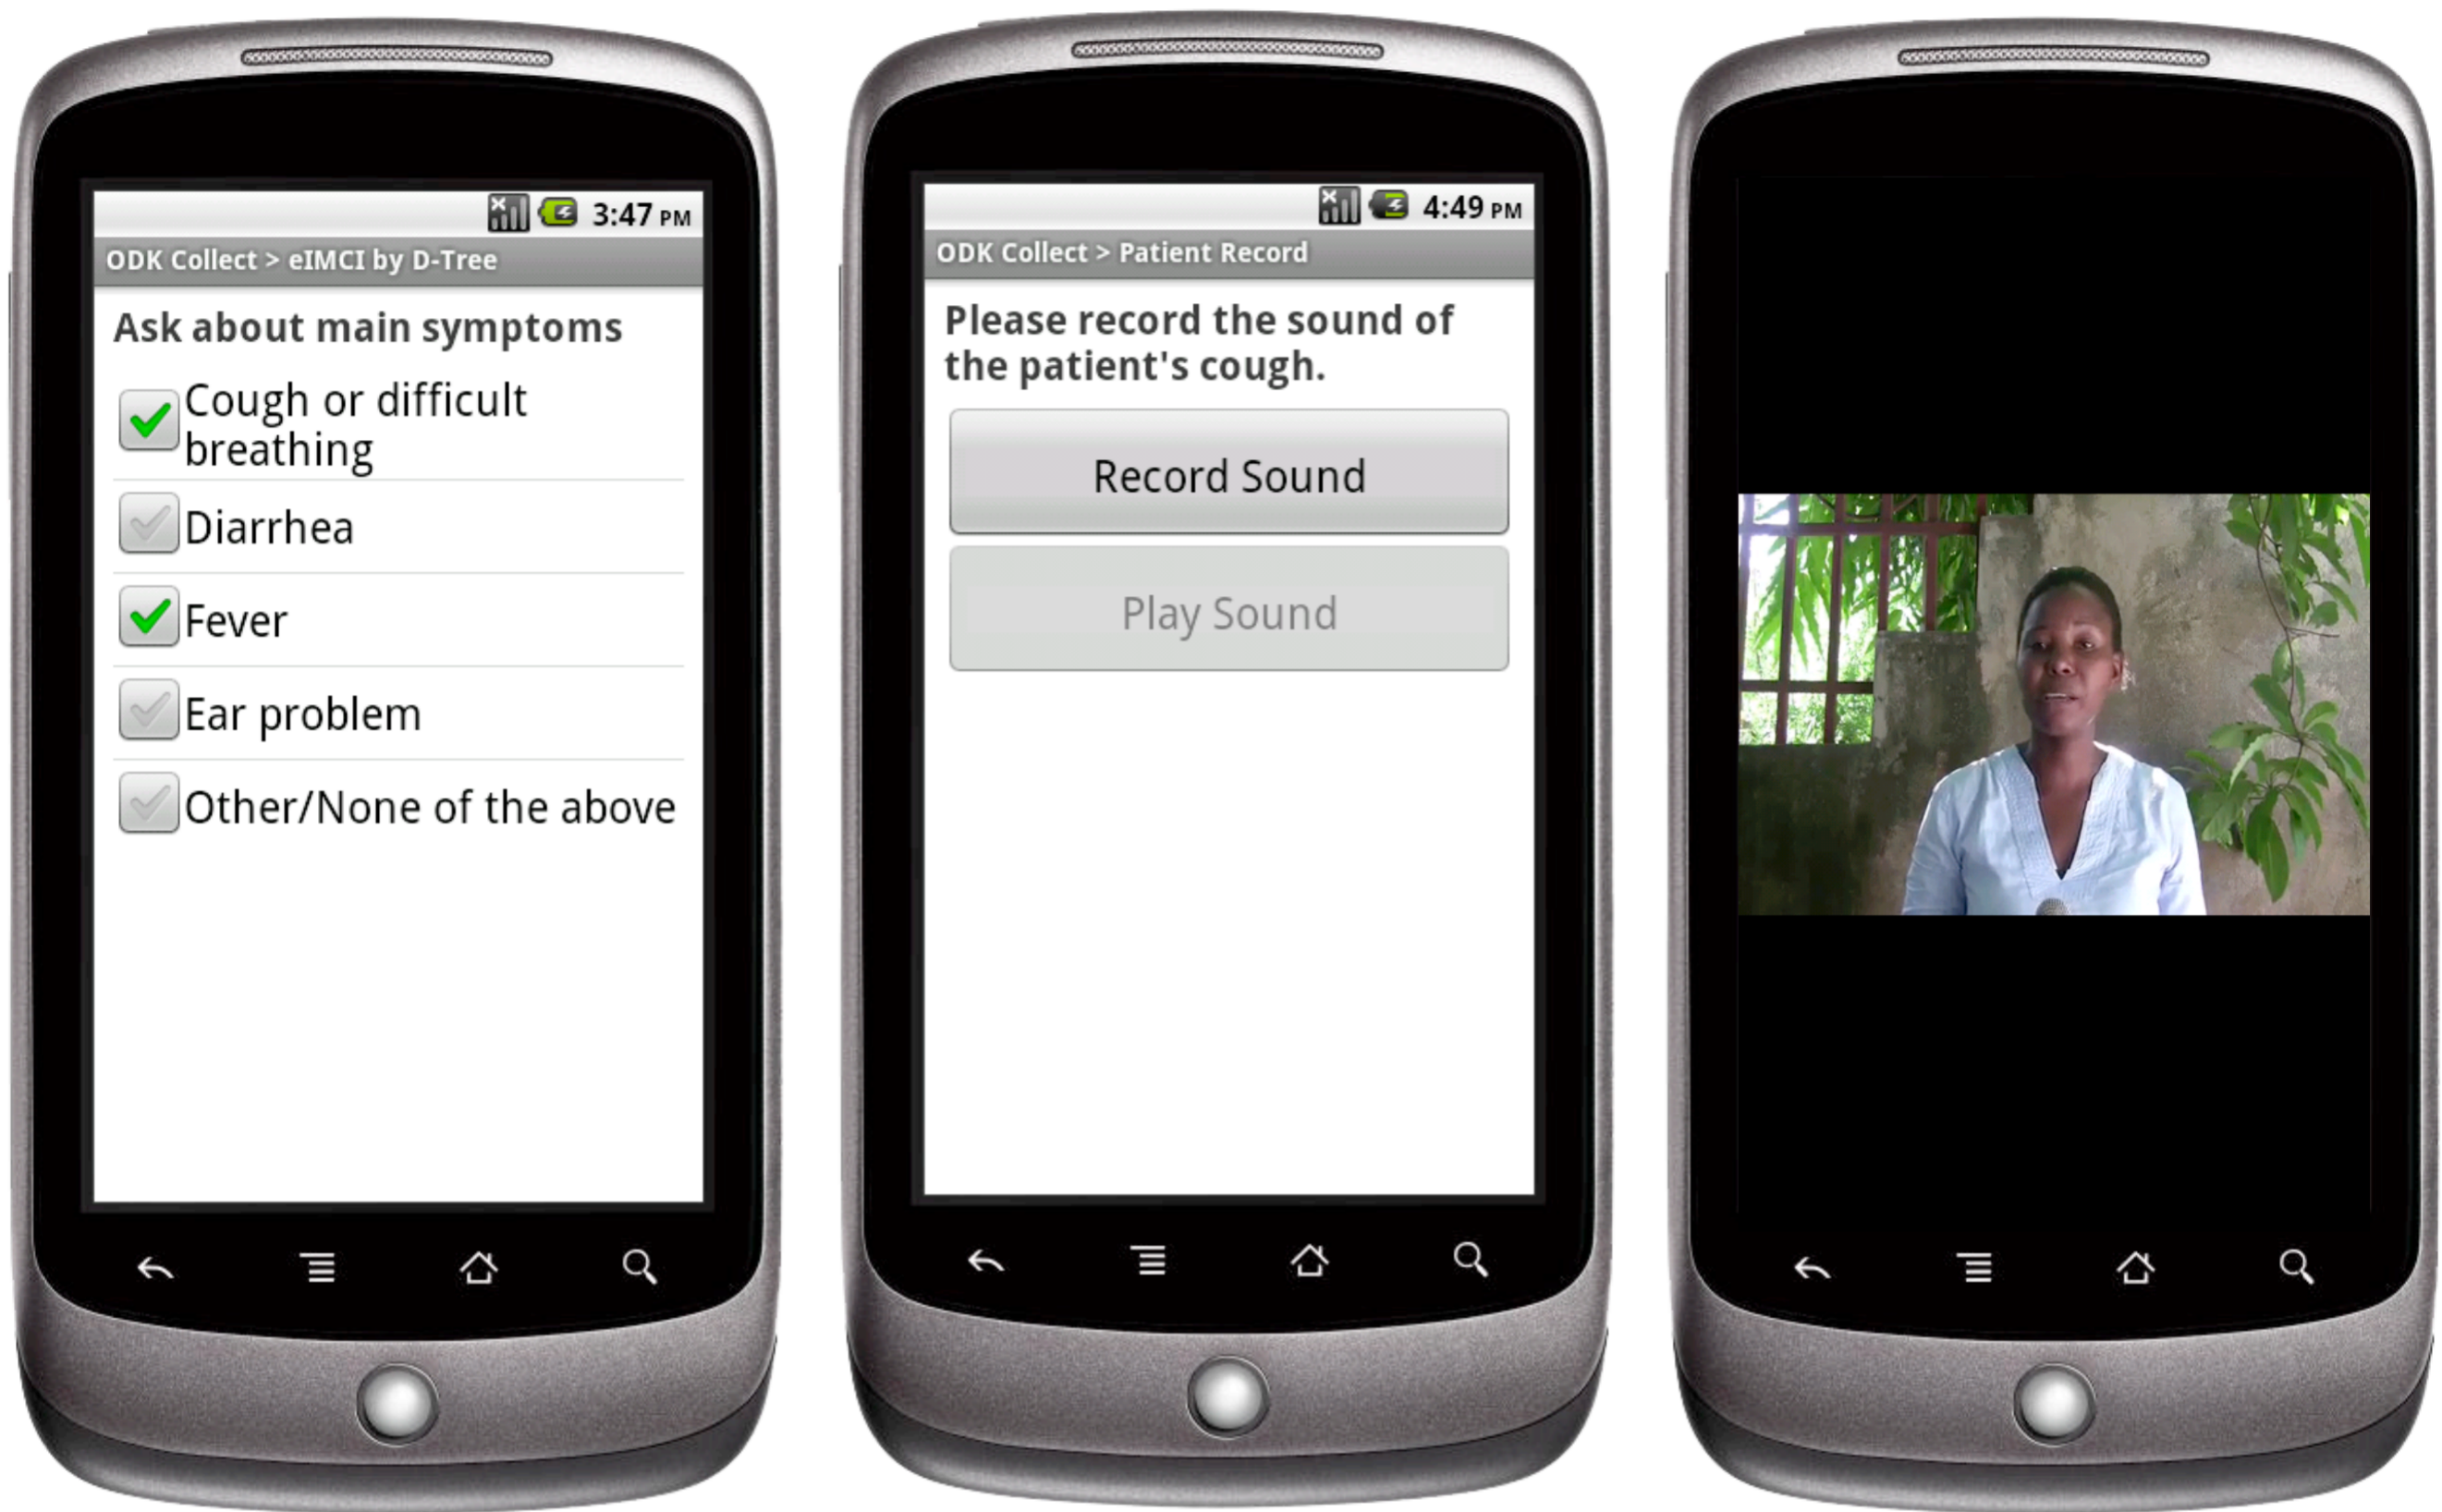 3:47 PM
ODK Collect > eIMCI by D-Tree
Ask about main symptoms
Cough or difficult
breathing
Diarrhea
Fever
Ear problem
Other/None of the above
4:49 PM
ODK Collect > Patient Record
Please record the sound of
the patient's cough.
Record Sound
Play Sound